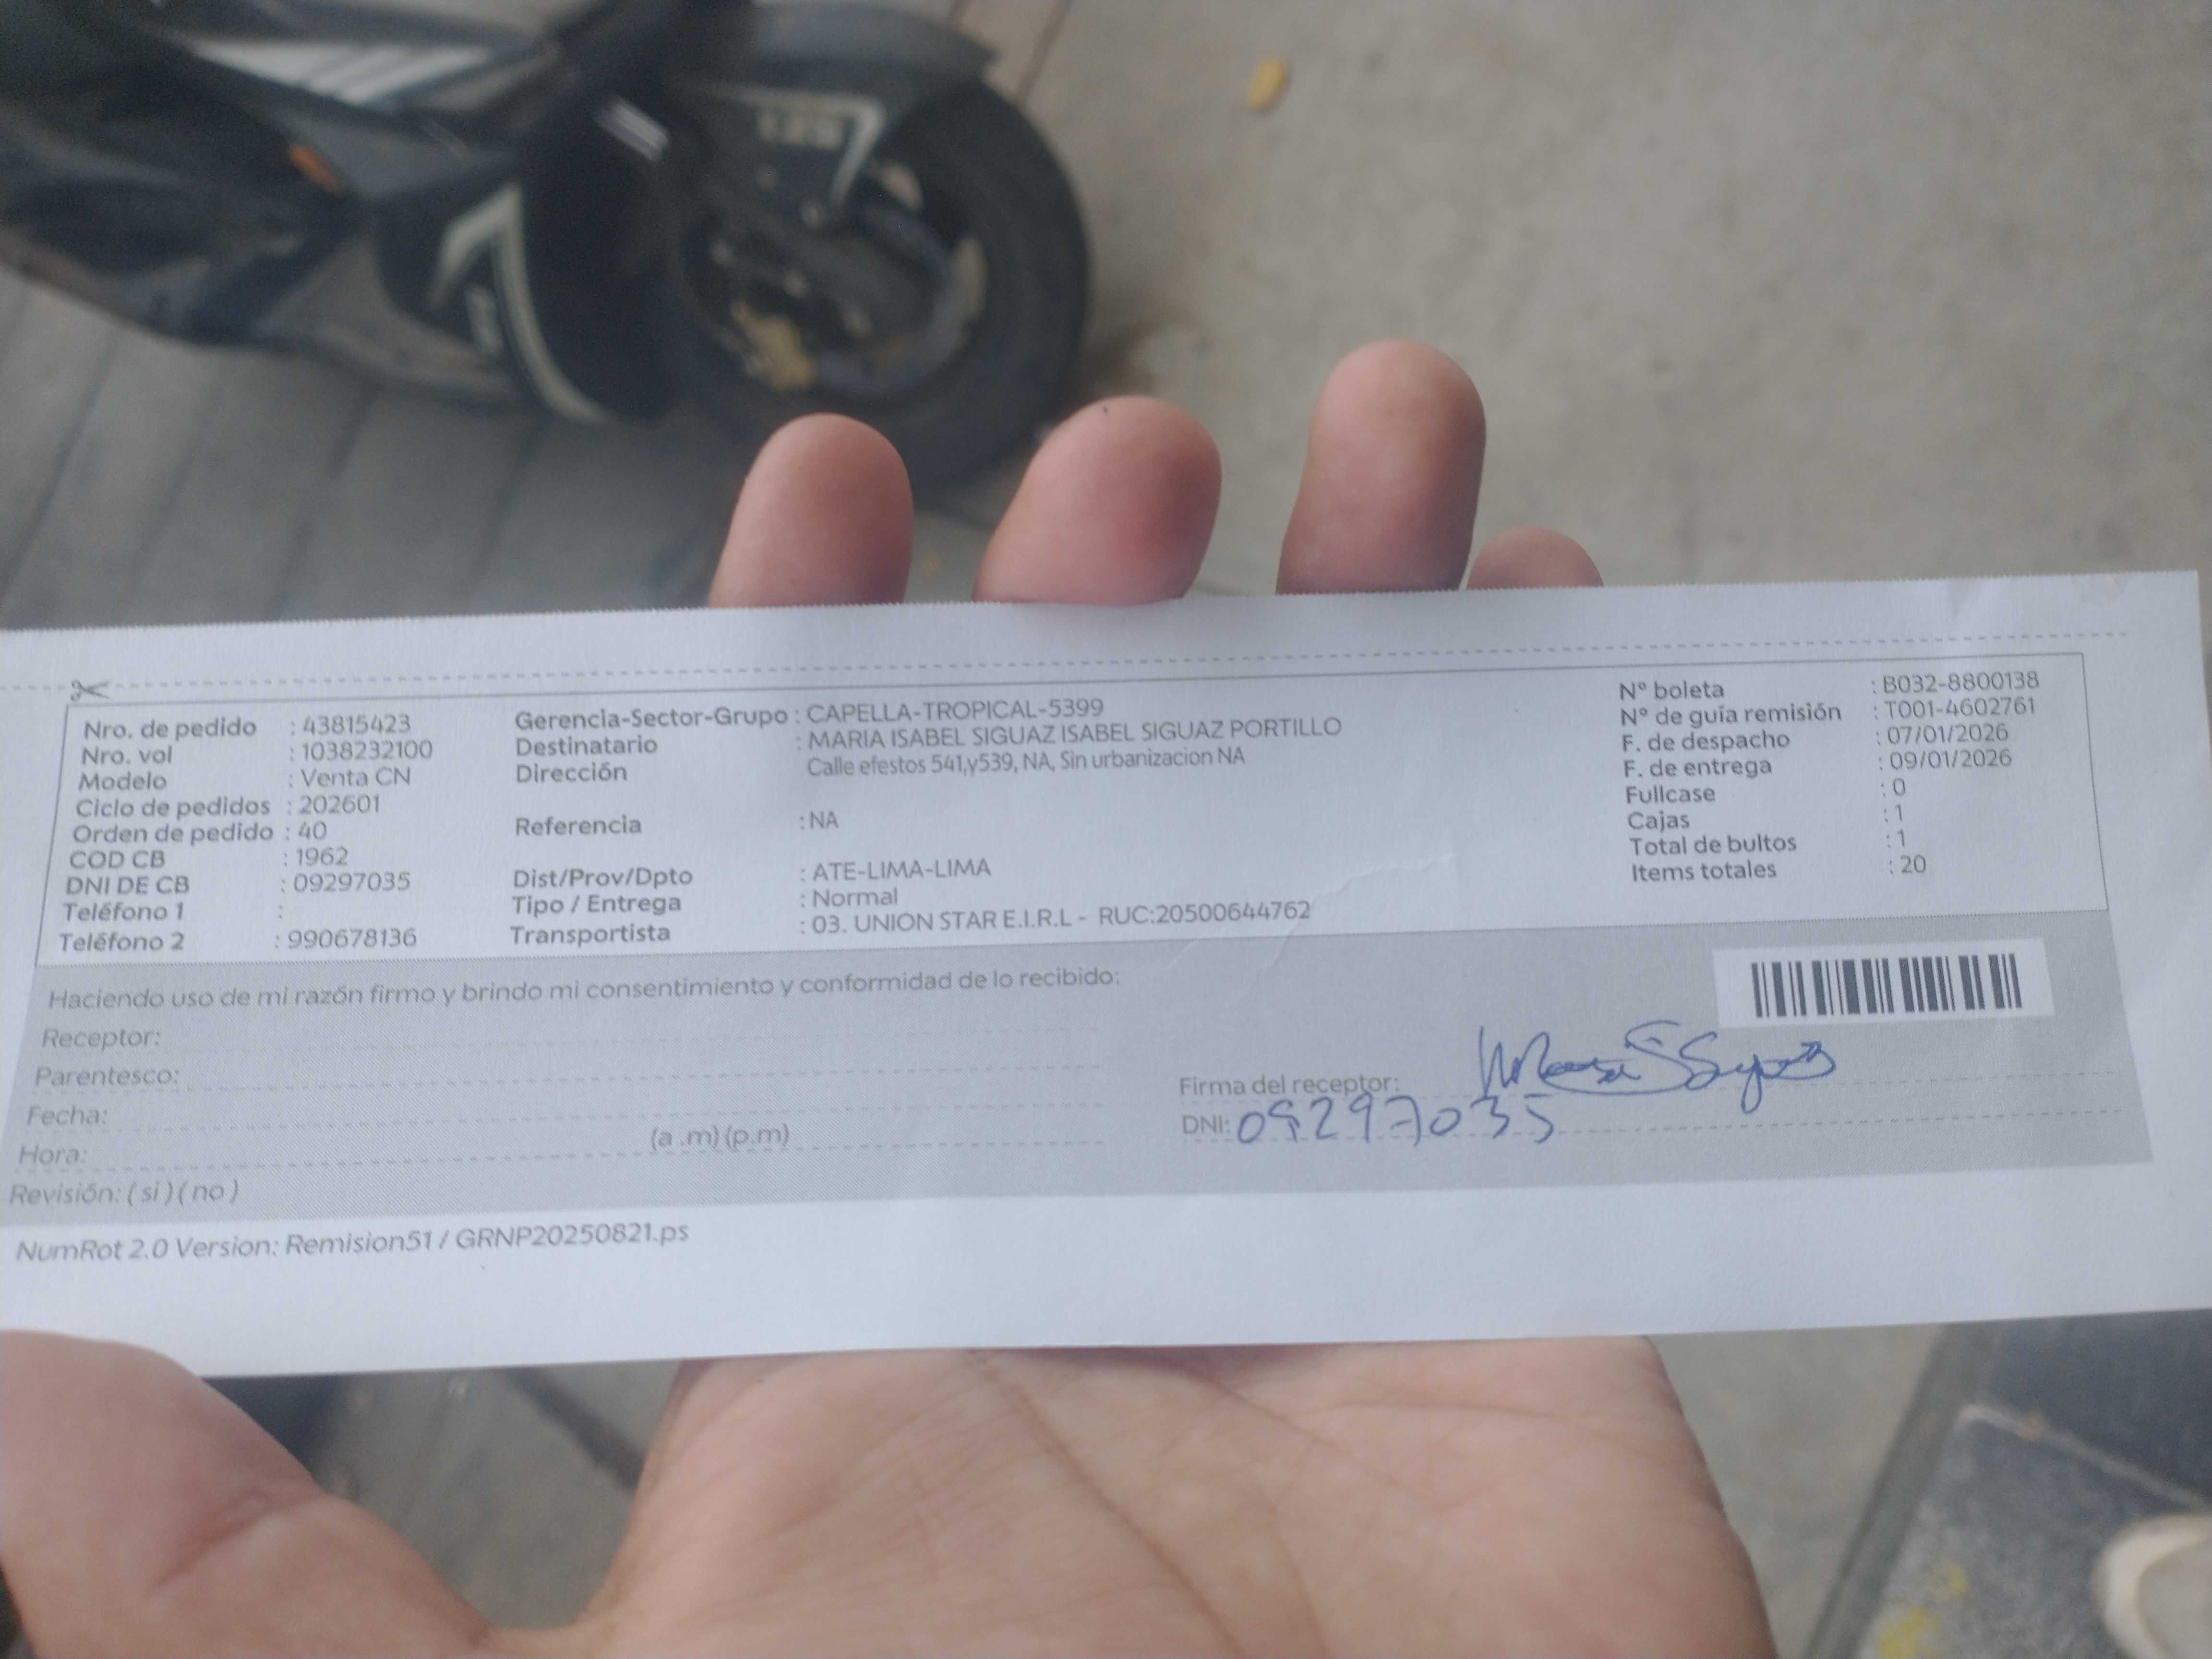 Nro. de pedido : 43815423
Nro. vol : 1038232100
Modelo : Venta CN
Ciclo de pedidos : 202601
Orden de pedido : 40
COD CB : 1962
DNI DE CB : 09297035
Teléfono 1 :
Teléfono 2 : 990678136
Gerencia-Sector-Grupo : CAPELLA-TROPICAL-5399
Destinatario : MARIA ISABEL SIGUAZ ISABEL SIGUAZ PORTILLO
Dirección Calle efestos 541,y539, NA, Sin urbanizacion NA
Referencia : NA
Dist/Prov/Dpto : ATE-LIMA-LIMA
Tipo / Entrega : Normal
Transportista : 03. UNION STAR E.I.R.L - RUC:20500644762
N° boleta : B032-8800138
N° de guía remisión : T001-4602761
F. de despacho : 07/01/2026
F. de entrega : 09/01/2026
Fullcase : 0
Cajas : 1
Total de bultos : 1
Items totales : 20
Haciendo uso de mi razón firmo y brindo mi consentimiento y conformidad de lo recibido:
Receptor:
Parentesco:
Fecha:
Hora: (a .m) (p.m)
Revisión: ( si ) ( no )
Firma del receptor:
DNI: 09297035
NumRot 2.0 Version: Remision51 / GRNP20250821.ps